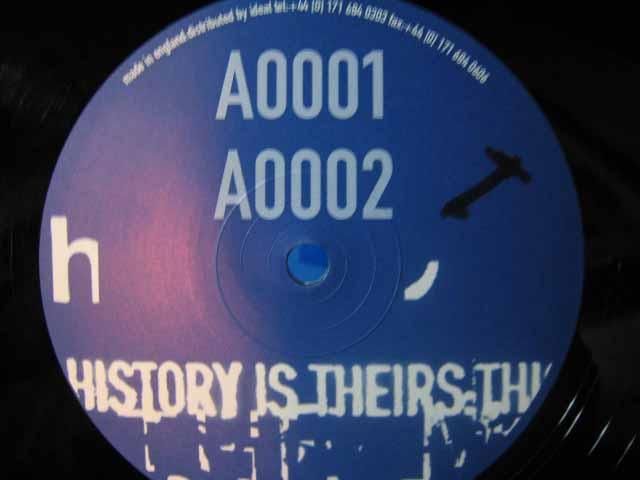 made in england distributed by ideal tel:+44 (0) 171 684 0303 fax:+44 (0) 171 684 0606
A0001
A0002
h
HISTORY IS THEIRS: